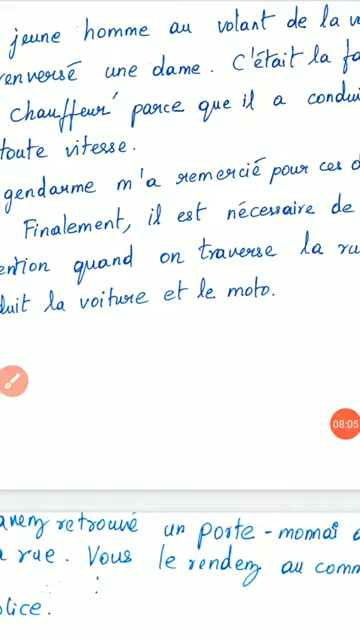 jeune homme au volant de la v
renversé une dame. C'était la fa
chauffeur parce que il a condui
toute vitesse.
gendarme m'a remercié pour ces d
Finalement, il est nécessaire de
ention quand on traverse la ru
duit la voiture et le moto.
08:05
avez retrouvé un porte-monnai
a rue. Vous le rendez au comm
olice.